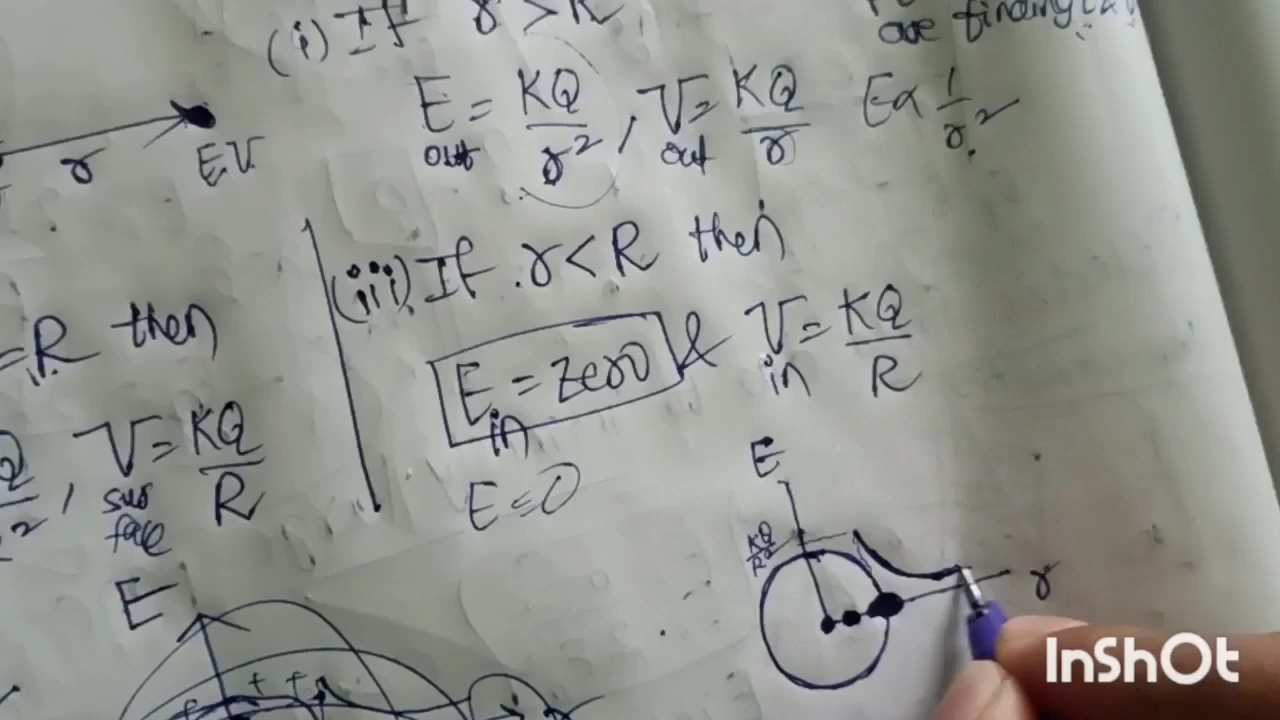 (i) If r > R
are finding
E out = KQ/r², V out = KQ/r E ∝ 1/r²
r E V
(iii) If r < R then
= R then
E in = zero & V in = KQ/R
V surface = KQ/R
E = 0
E
KQ/R²
r
E
+ +
InShOt